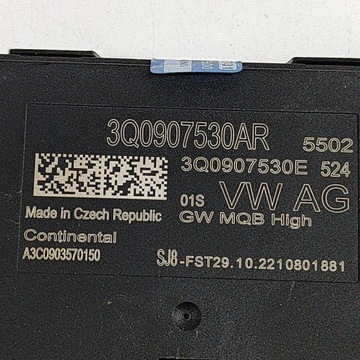 3Q0907530AR 5502
3Q0907530E 524
01S VW AG
Made in Czech Republic GW MQB High
Continental
A3C0903570150 SJ8-FST29.10.2210801881